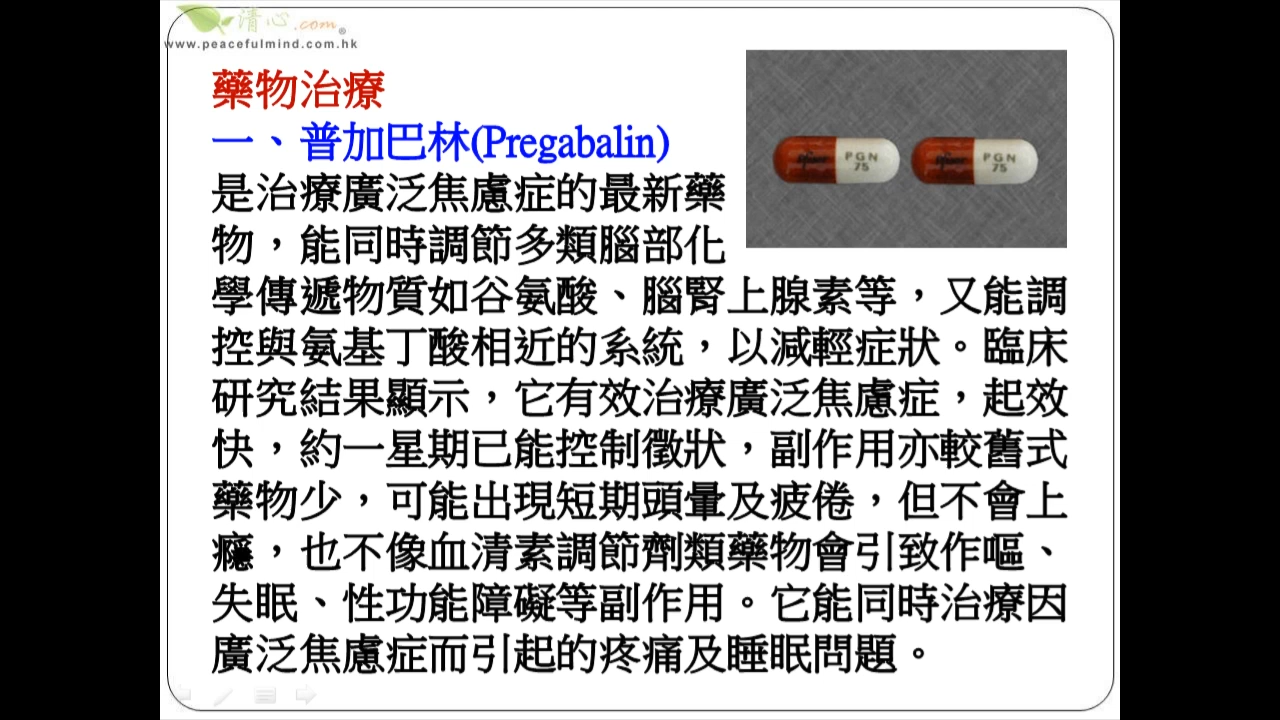 清心.com®
www.peacefulmind.com.hk
藥物治療
一、普加巴林(Pregabalin)
是治療廣泛焦慮症的最新藥
物，能同時調節多類腦部化
學傳遞物質如谷氨酸、腦腎上腺素等，又能調
控與氨基丁酸相近的系統，以減輕症狀。臨床
研究結果顯示，它有效治療廣泛焦慮症，起效
快，約一星期已能控制徵狀，副作用亦較舊式
藥物少，可能出現短期頭暈及疲倦，但不會上
癮，也不像血清素調節劑類藥物會引致作嘔、
失眠、性功能障礙等副作用。它能同時治療因
廣泛焦慮症而引起的疼痛及睡眠問題。
Pfizer PGN 75
Pfizer PGN 75